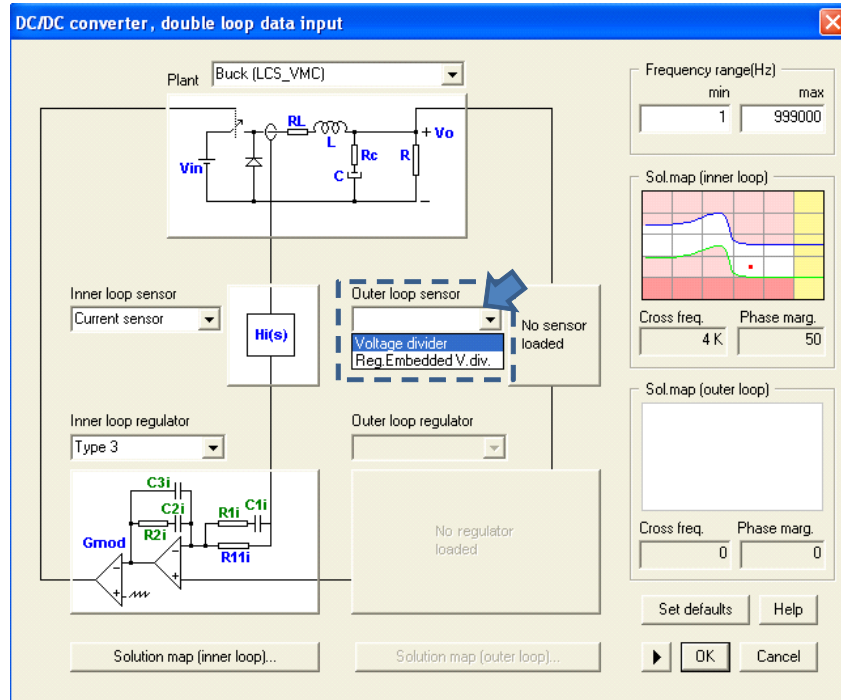 DC/DC converter, double loop data input
Plant Buck (LCS_VMC)
RL
L
+ Vo
Vin
Rc
R
C
Inner loop sensor
Current sensor
Hi(s)
Outer loop sensor
Voltage divider
Reg.Embedded V.div.
No sensor
loaded
Inner loop regulator
Type 3
Outer loop regulator
C3i
C2i
R2i
R1i
C1i
R11i
Gmod
No regulator
loaded
Solution map (inner loop)...
Solution map (outer loop)...
Frequency range(Hz)
min max
1 999000
Sol.map (inner loop)
Cross freq. Phase marg.
4 K 50
Sol.map (outer loop)
Cross freq. Phase marg.
0 0
Set defaults Help
OK Cancel